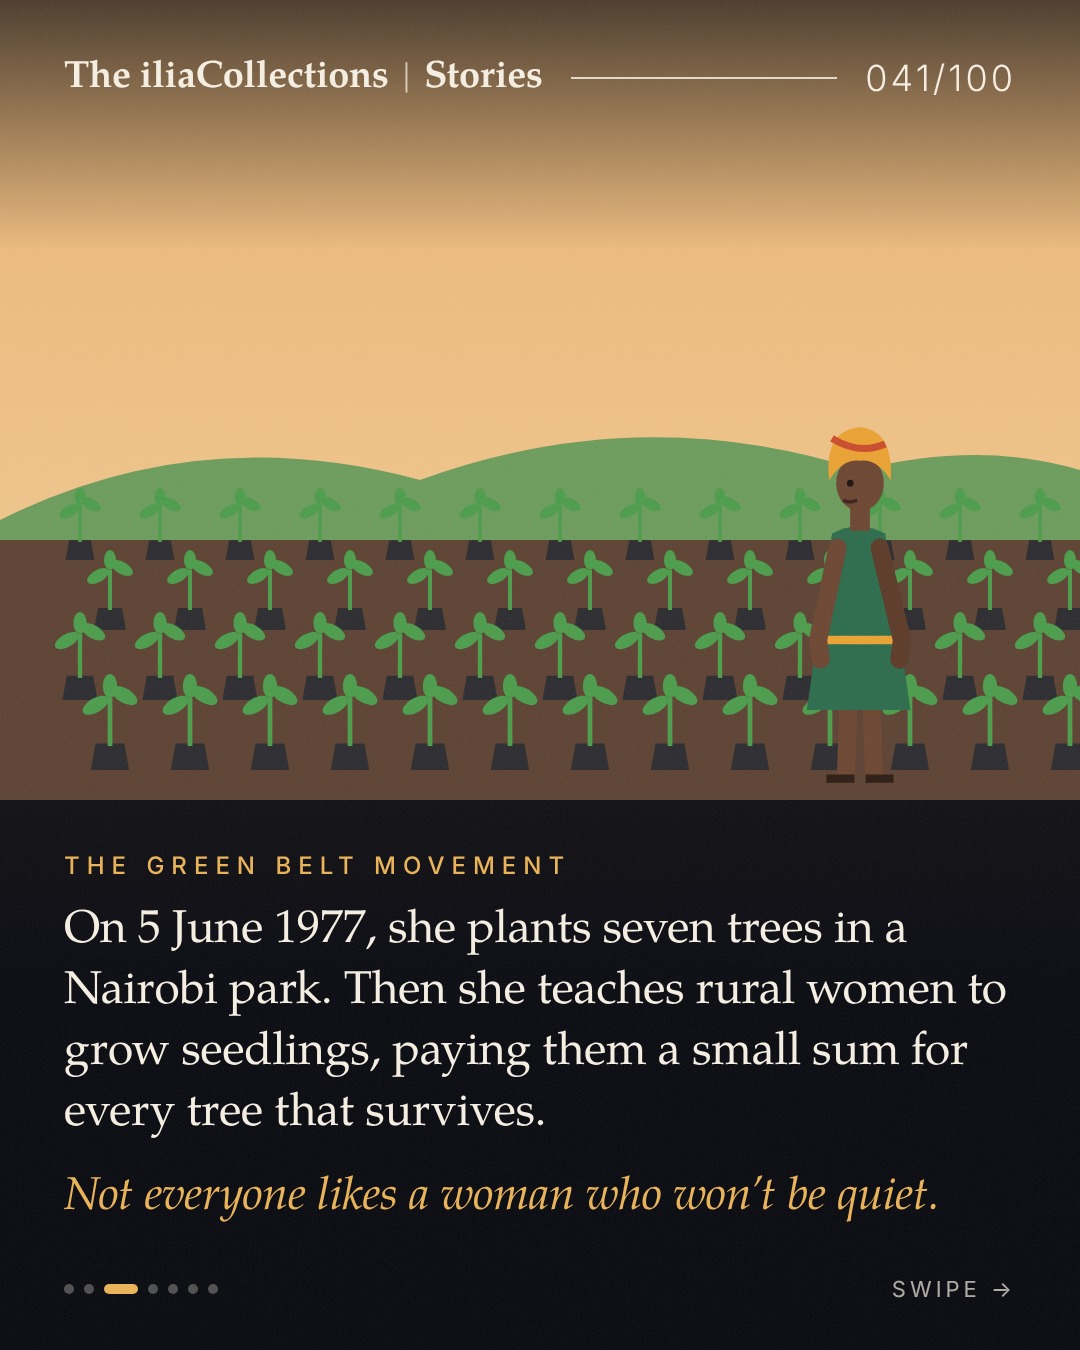 The iliaCollections | Stories 041/100
THE GREEN BELT MOVEMENT
On 5 June 1977, she plants seven trees in a
Nairobi park. Then she teaches rural women to
grow seedlings, paying them a small sum for
every tree that survives.
Not everyone likes a woman who won’t be quiet.
SWIPE →